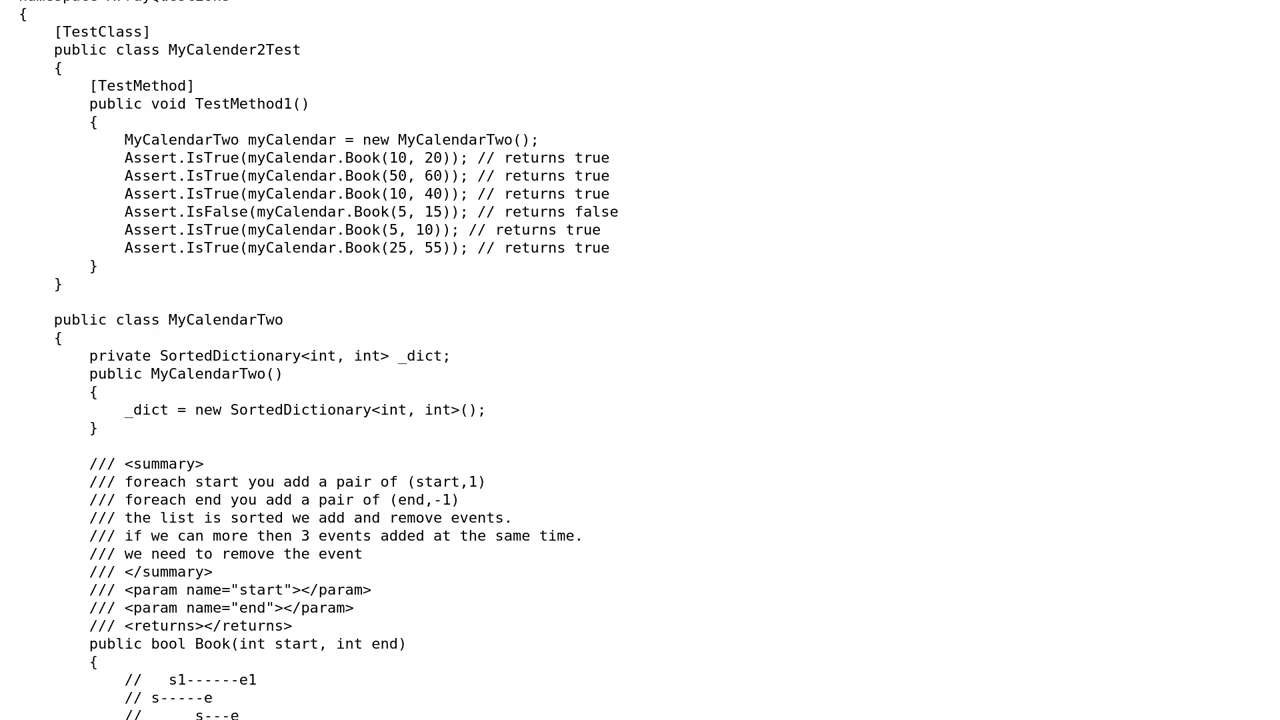 {
    [TestClass]
    public class MyCalender2Test
    {
        [TestMethod]
        public void TestMethod1()
        {
            MyCalendarTwo myCalendar = new MyCalendarTwo();
            Assert.IsTrue(myCalendar.Book(10, 20)); // returns true
            Assert.IsTrue(myCalendar.Book(50, 60)); // returns true
            Assert.IsTrue(myCalendar.Book(10, 40)); // returns true
            Assert.IsFalse(myCalendar.Book(5, 15)); // returns false
            Assert.IsTrue(myCalendar.Book(5, 10)); // returns true
            Assert.IsTrue(myCalendar.Book(25, 55)); // returns true
        }
    }

    public class MyCalendarTwo
    {
        private SortedDictionary<int, int> _dict;
        public MyCalendarTwo()
        {
            _dict = new SortedDictionary<int, int>();
        }

        /// <summary>
        /// foreach start you add a pair of (start,1)
        /// foreach end you add a pair of (end,-1)
        /// the list is sorted we add and remove events.
        /// if we can more then 3 events added at the same time.
        /// we need to remove the event
        /// </summary>
        /// <param name="start"></param>
        /// <param name="end"></param>
        /// <returns></returns>
        public bool Book(int start, int end)
        {
            //   s1------e1
            // s-----e
            //      s---e